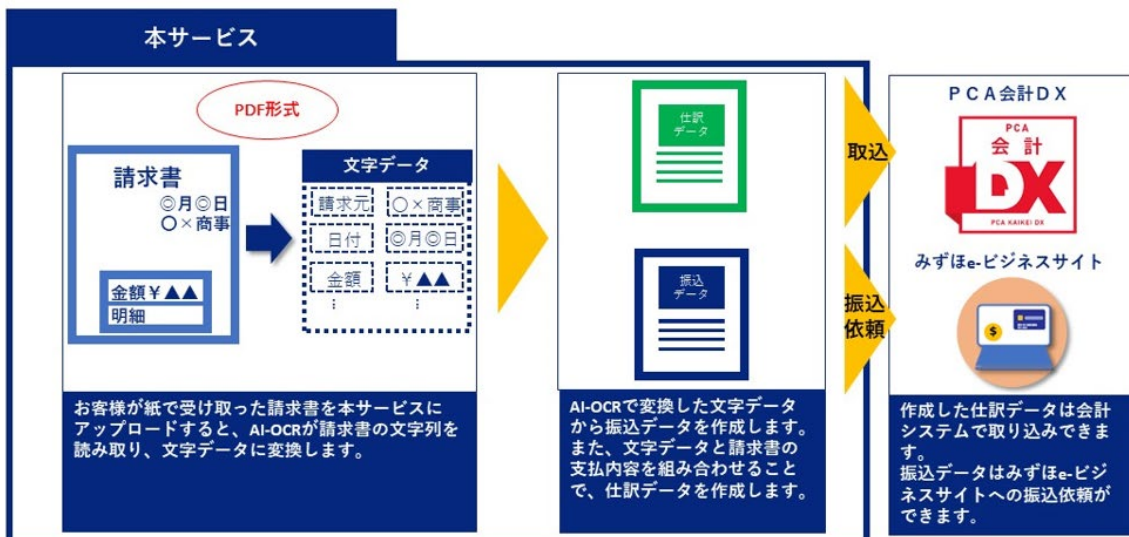 本サービス
PDF形式
請求書
◎月◎日
〇×商事
金額￥▲▲
明細
文字データ
請求元
〇×商事
日付
◎月◎日
金額
￥▲▲
⋮
⋮
お客様が紙で受け取った請求書を本サービスに
アップロードすると、AI-OCRが請求書の文字列を
読み取り、文字データに変換します。
仕訳
データ
振込
データ
AI-OCRで変換した文字データ
から振込データを作成します。
また、文字データと請求書の
支払内容を組み合わせること
で、仕訳データを作成します。
取込
振込
依頼
ＰＣＡ会計ＤＸ
PCA
会計
DX
PCA KAIKEI DX
みずほe-ビジネスサイト
$
作成した仕訳データは会計
システムで取り込みできま
す。
振込データはみずほe-ビジ
ネスサイトへの振込依頼が
できます。